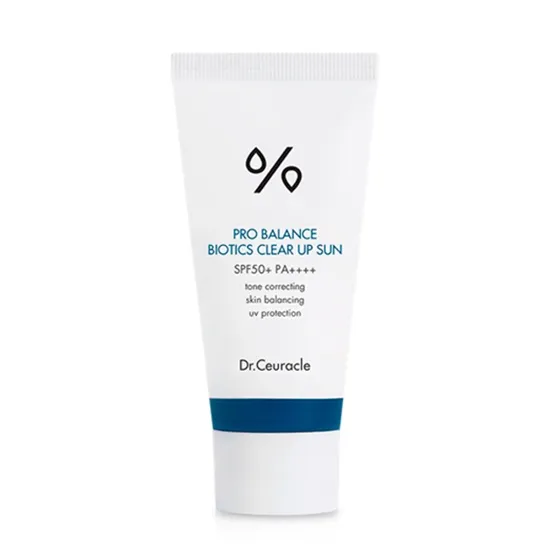 %
PRO BALANCE
BIOTICS CLEAR UP SUN
SPF50+ PA++++
tone correcting
skin balancing
uv protection
Dr.Ceuracle